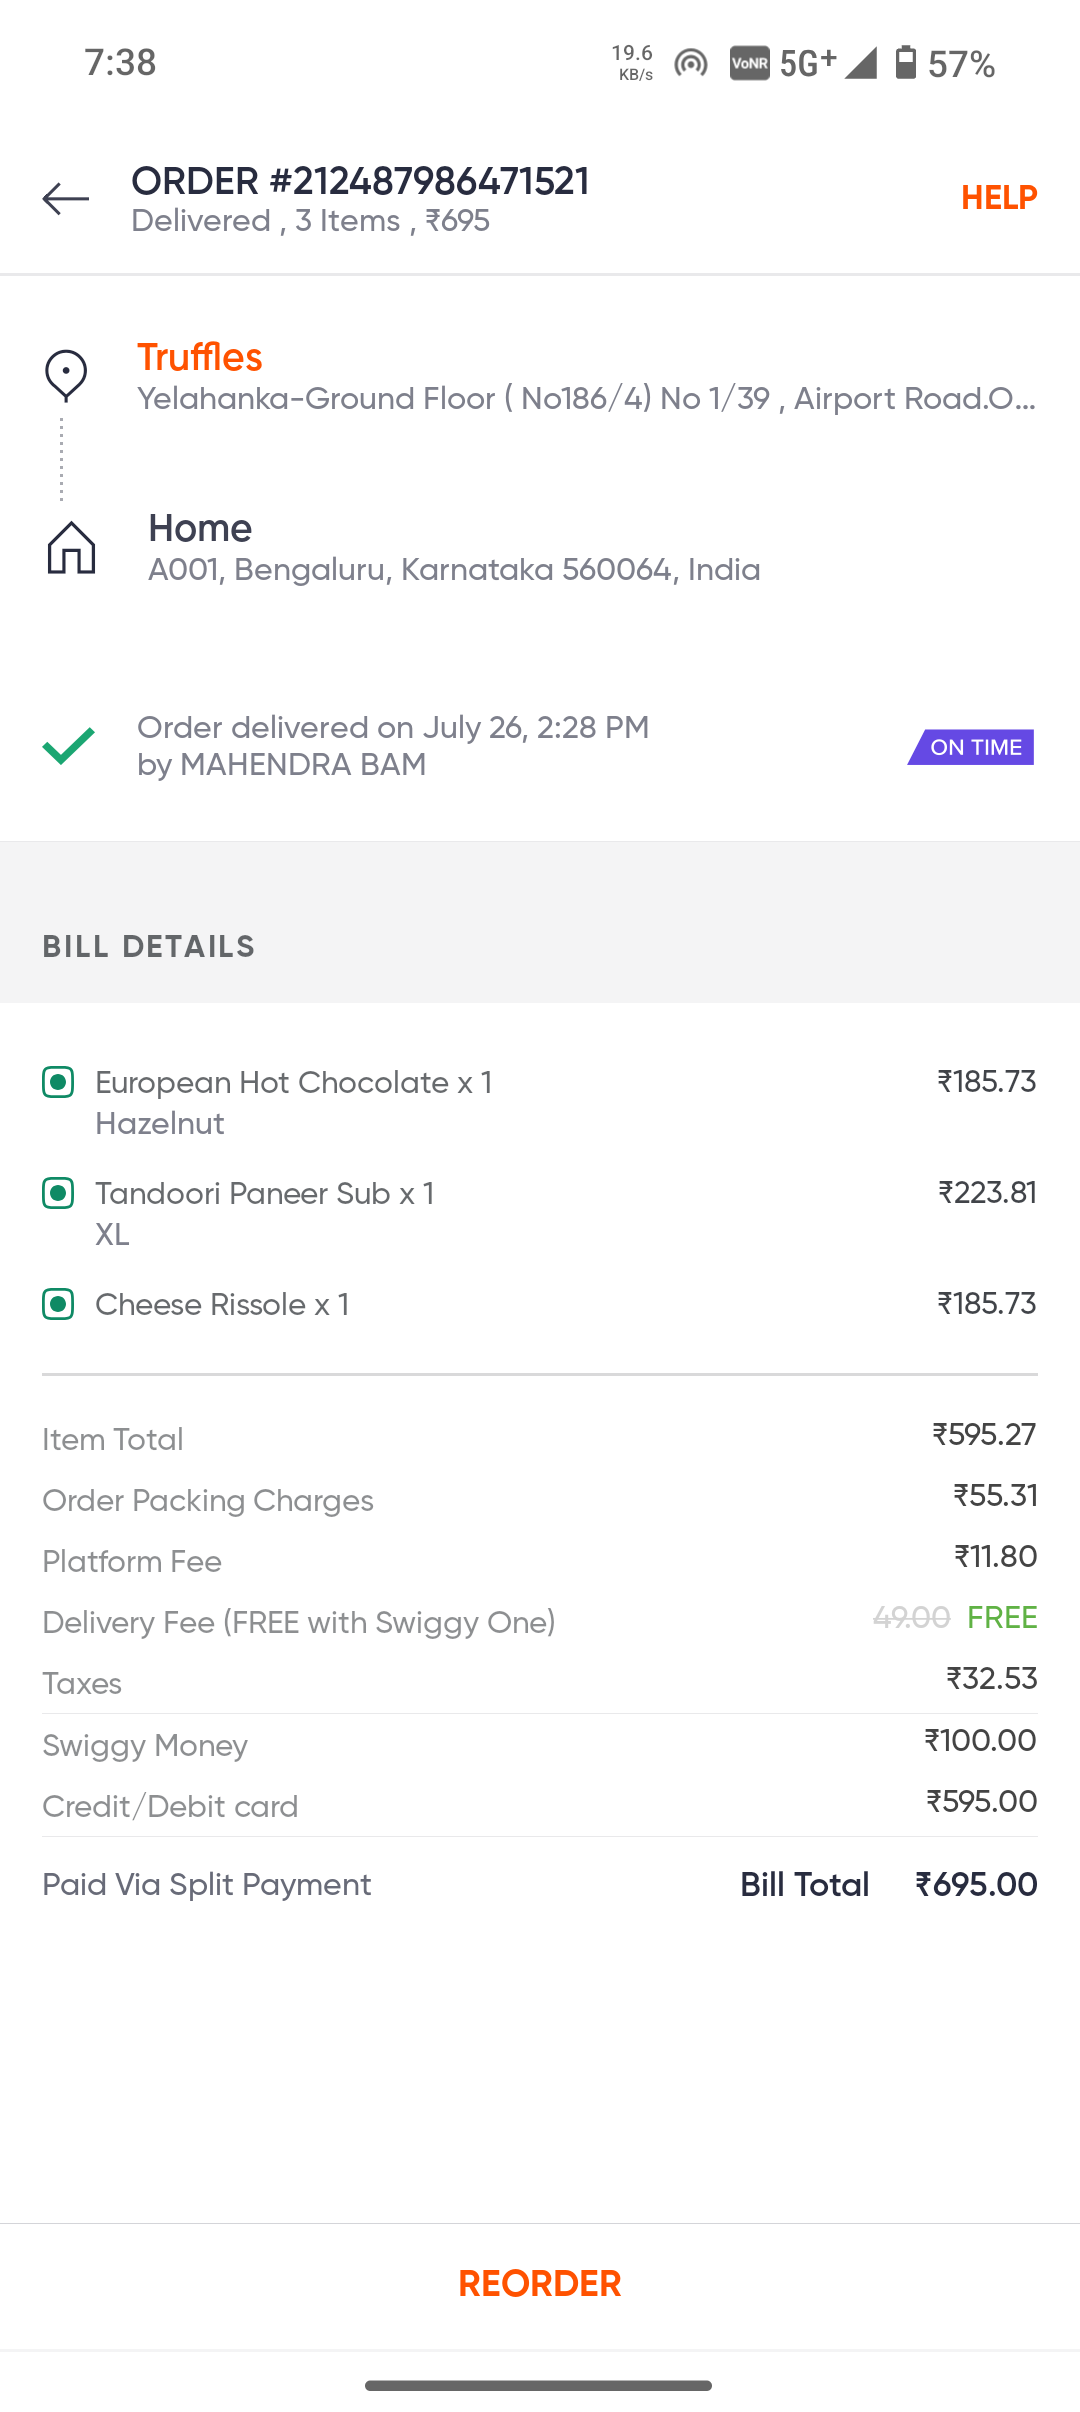 7:38
19.6
KB/s
VoNR
5G+
57%
ORDER #212487986471521
Delivered , 3 Items , ₹695
HELP
Truffles
Yelahanka-Ground Floor ( No186/4) No 1/39 , Airport Road.O...
Home
A001, Bengaluru, Karnataka 560064, India
Order delivered on July 26, 2:28 PM
by MAHENDRA BAM
ON TIME
BILL DETAILS
European Hot Chocolate x 1 ₹185.73
Hazelnut
Tandoori Paneer Sub x 1 ₹223.81
XL
Cheese Rissole x 1 ₹185.73
Item Total ₹595.27
Order Packing Charges ₹55.31
Platform Fee ₹11.80
Delivery Fee (FREE with Swiggy One) 49.00 FREE
Taxes ₹32.53
Swiggy Money ₹100.00
Credit/Debit card ₹595.00
Paid Via Split Payment Bill Total ₹695.00
REORDER